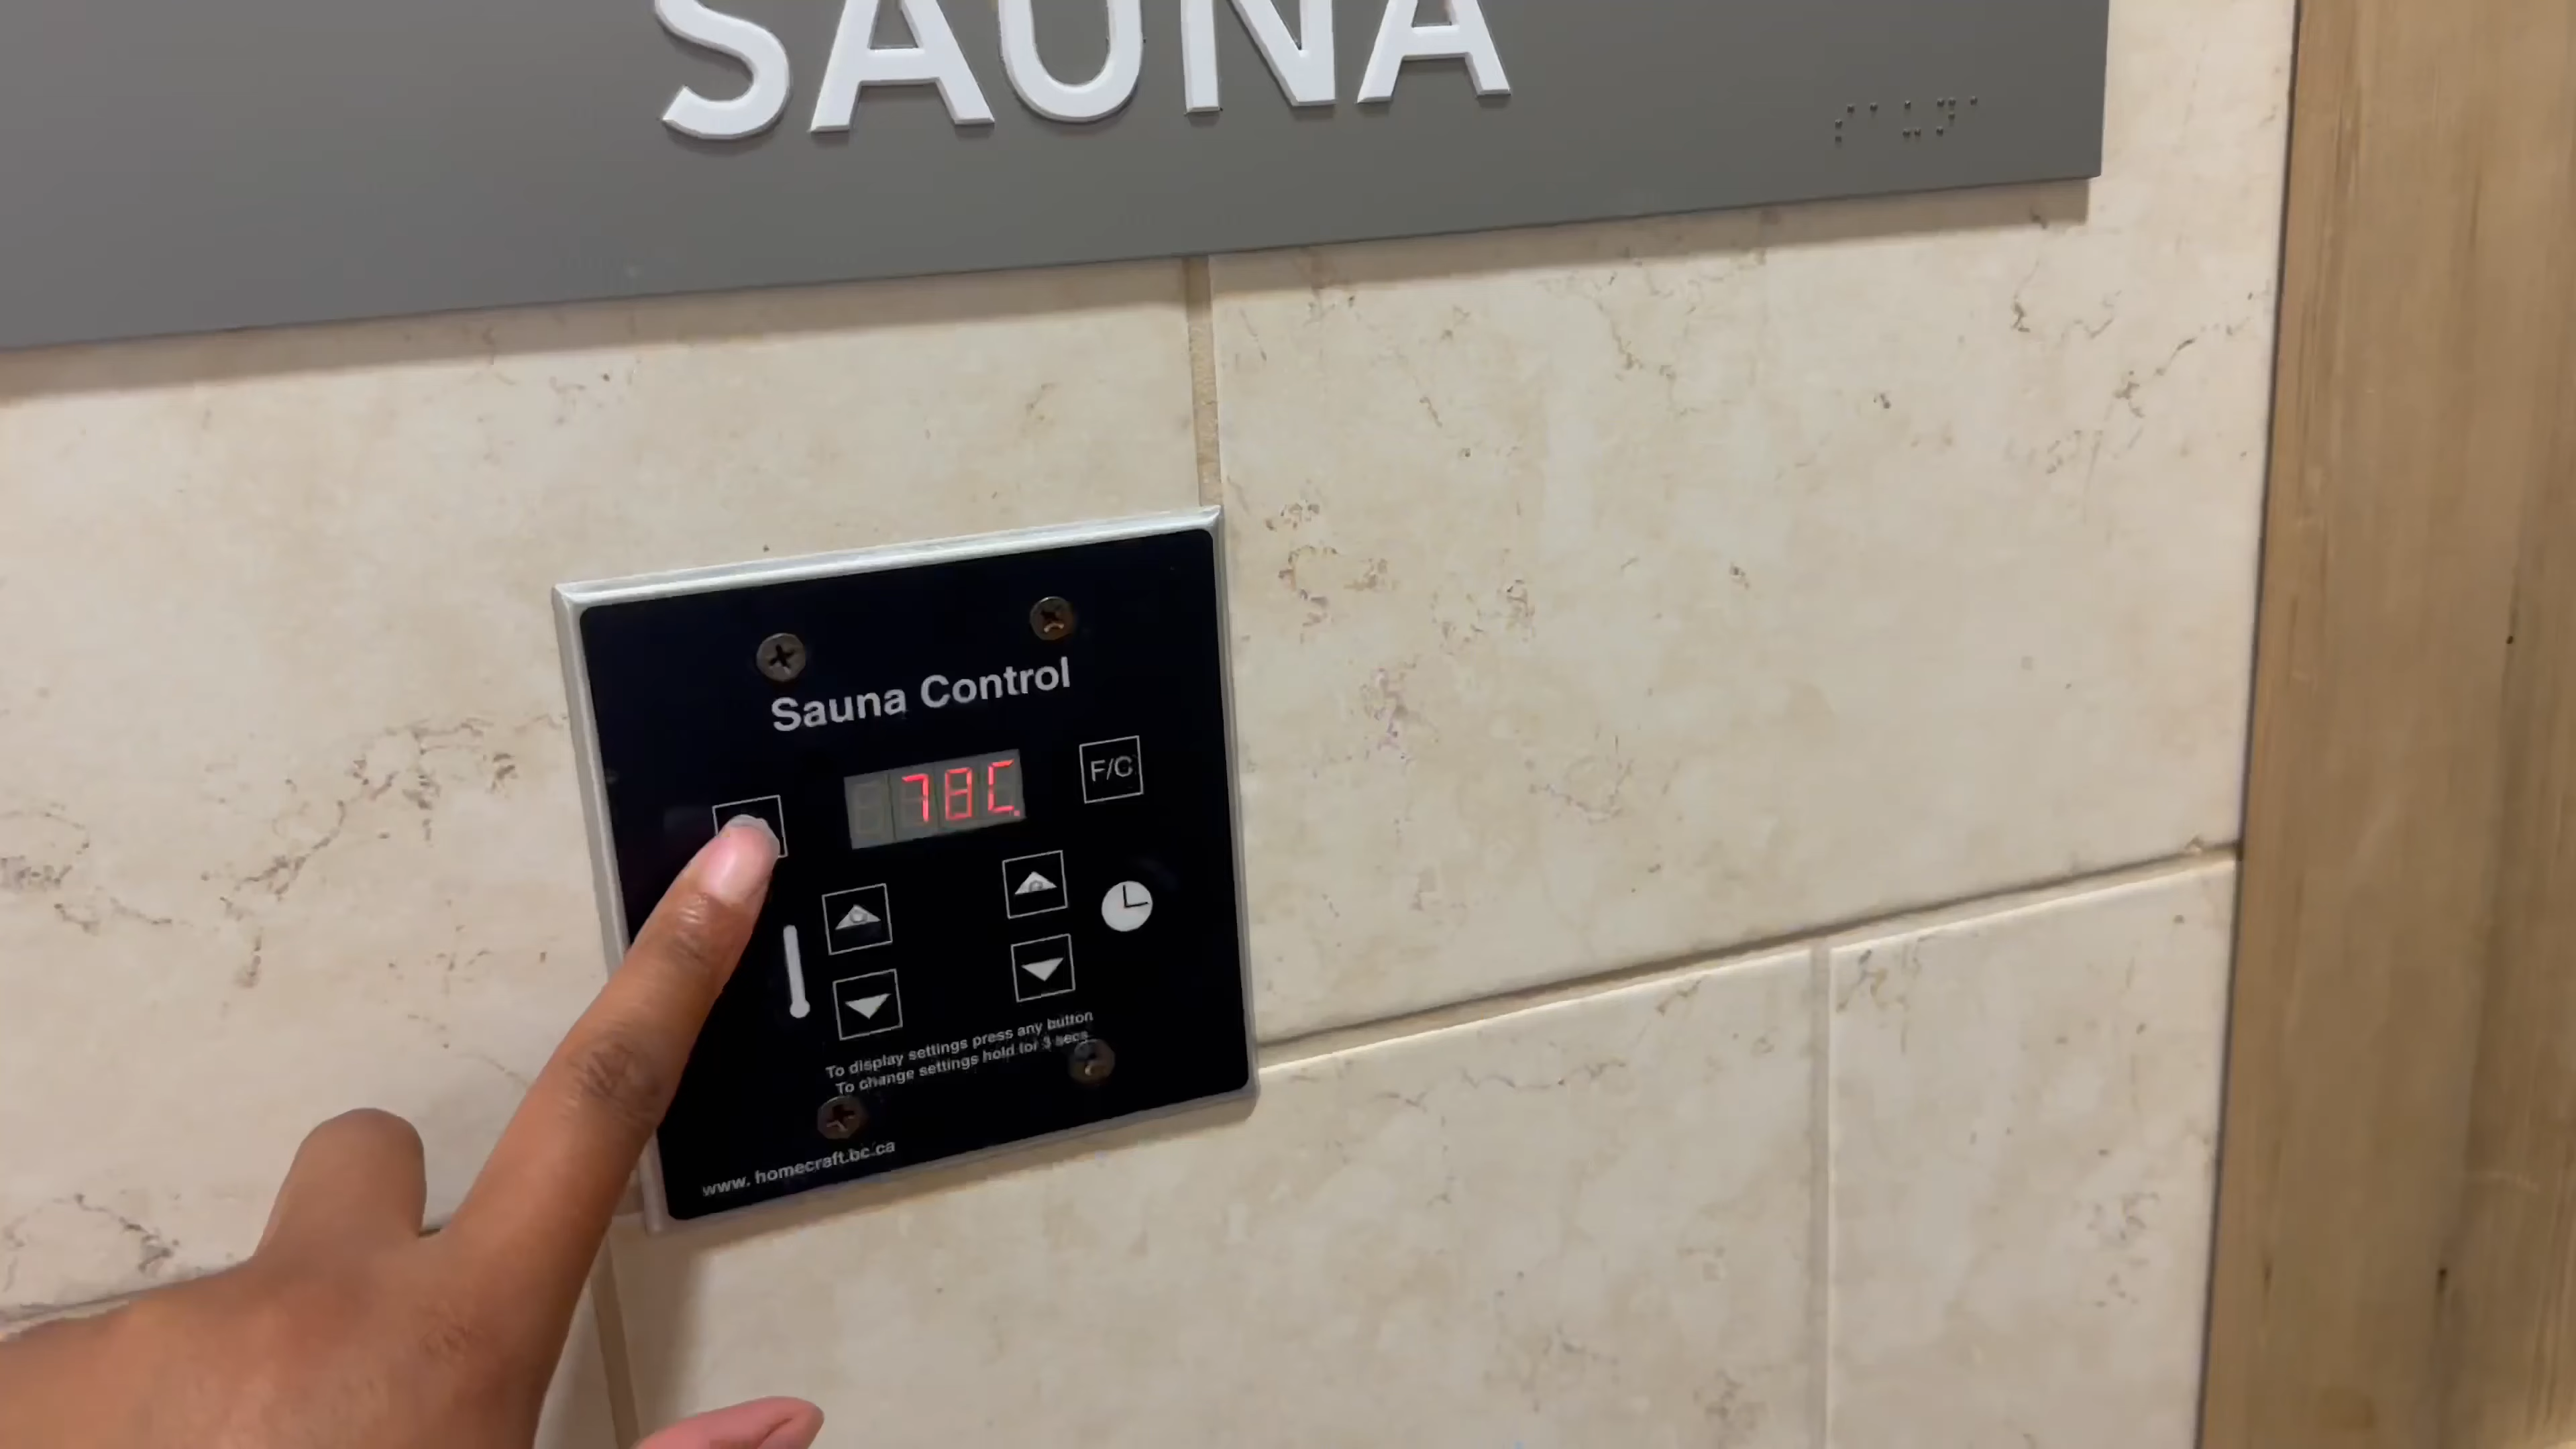 SAUNA
Sauna Control
78C.
F/C
To display settings press any button
To change settings hold for 3 secs.
www. homecraft.bc.ca